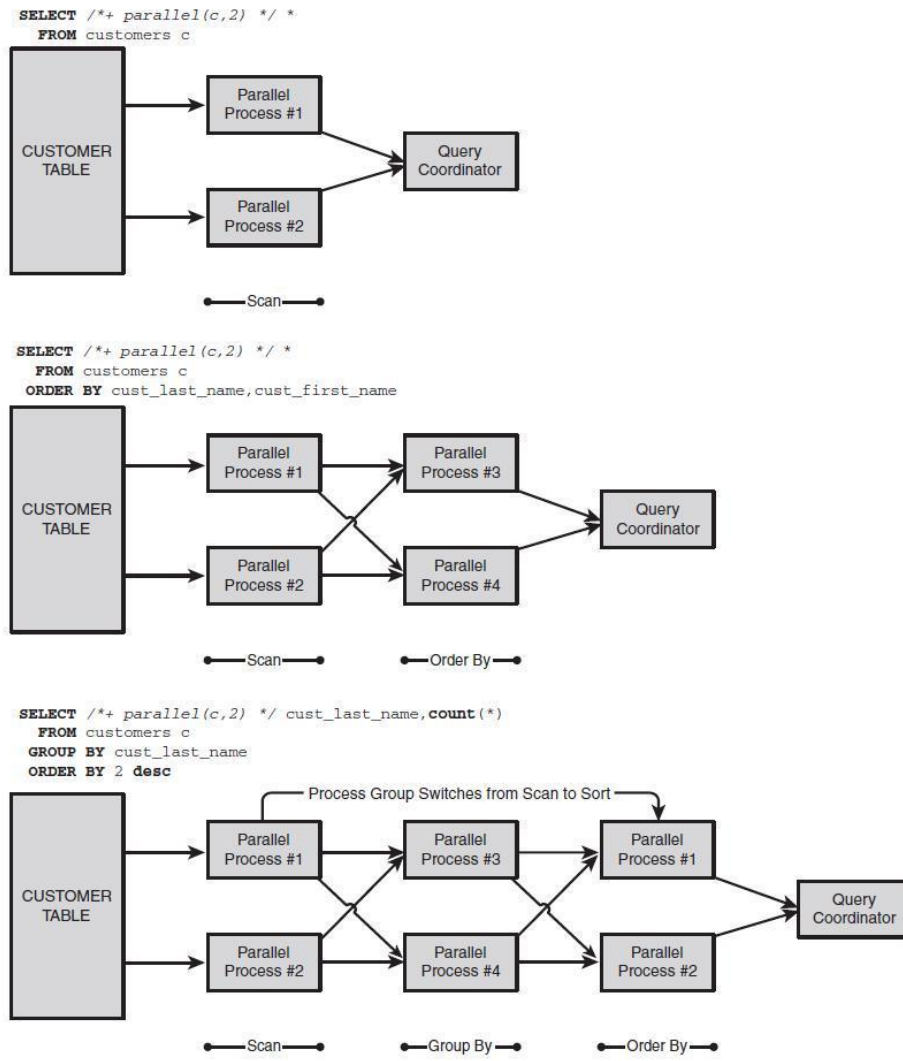 SELECT /*+ parallel(c,2) */ *
FROM customers c
CUSTOMER
TABLE
Parallel
Process #1
Parallel
Process #2
Query
Coordinator
Scan
SELECT /*+ parallel(c,2) */ *
FROM customers c
ORDER BY cust_last_name,cust_first_name
CUSTOMER
TABLE
Parallel
Process #1
Parallel
Process #2
Parallel
Process #3
Parallel
Process #4
Query
Coordinator
Scan
Order By
SELECT /*+ parallel(c,2) */ cust_last_name,count(*)
FROM customers c
GROUP BY cust_last_name
ORDER BY 2 desc
Process Group Switches from Scan to Sort
CUSTOMER
TABLE
Parallel
Process #1
Parallel
Process #2
Parallel
Process #3
Parallel
Process #4
Parallel
Process #1
Parallel
Process #2
Query
Coordinator
Scan
Group By
Order By